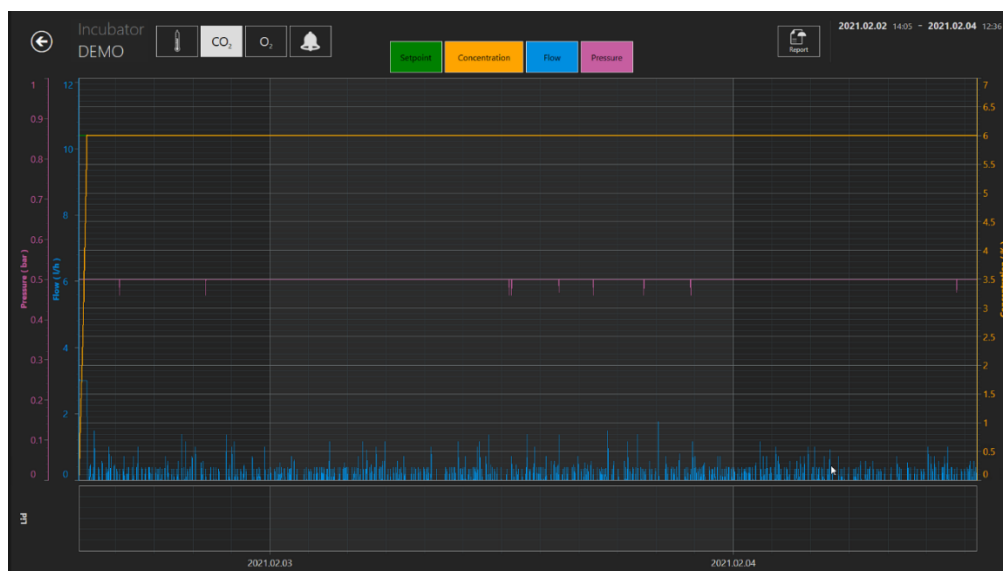 Incubator
DEMO
CO₂
O₂
Setpoint
Concentration
Flow
Pressure
Report
2021.02.02 14:05 - 2021.02.04 12:36
Pressure ( bar )
1
0.9
0.8
0.7
0.6
0.5
0.4
0.3
0.2
0.1
0
Flow ( l/h )
12
10
8
6
4
2
0
7
6.5
6
5.5
5
4.5
4
3.5
3
2.5
2
1.5
1
0.5
0
Lid
2021.02.03
2021.02.04